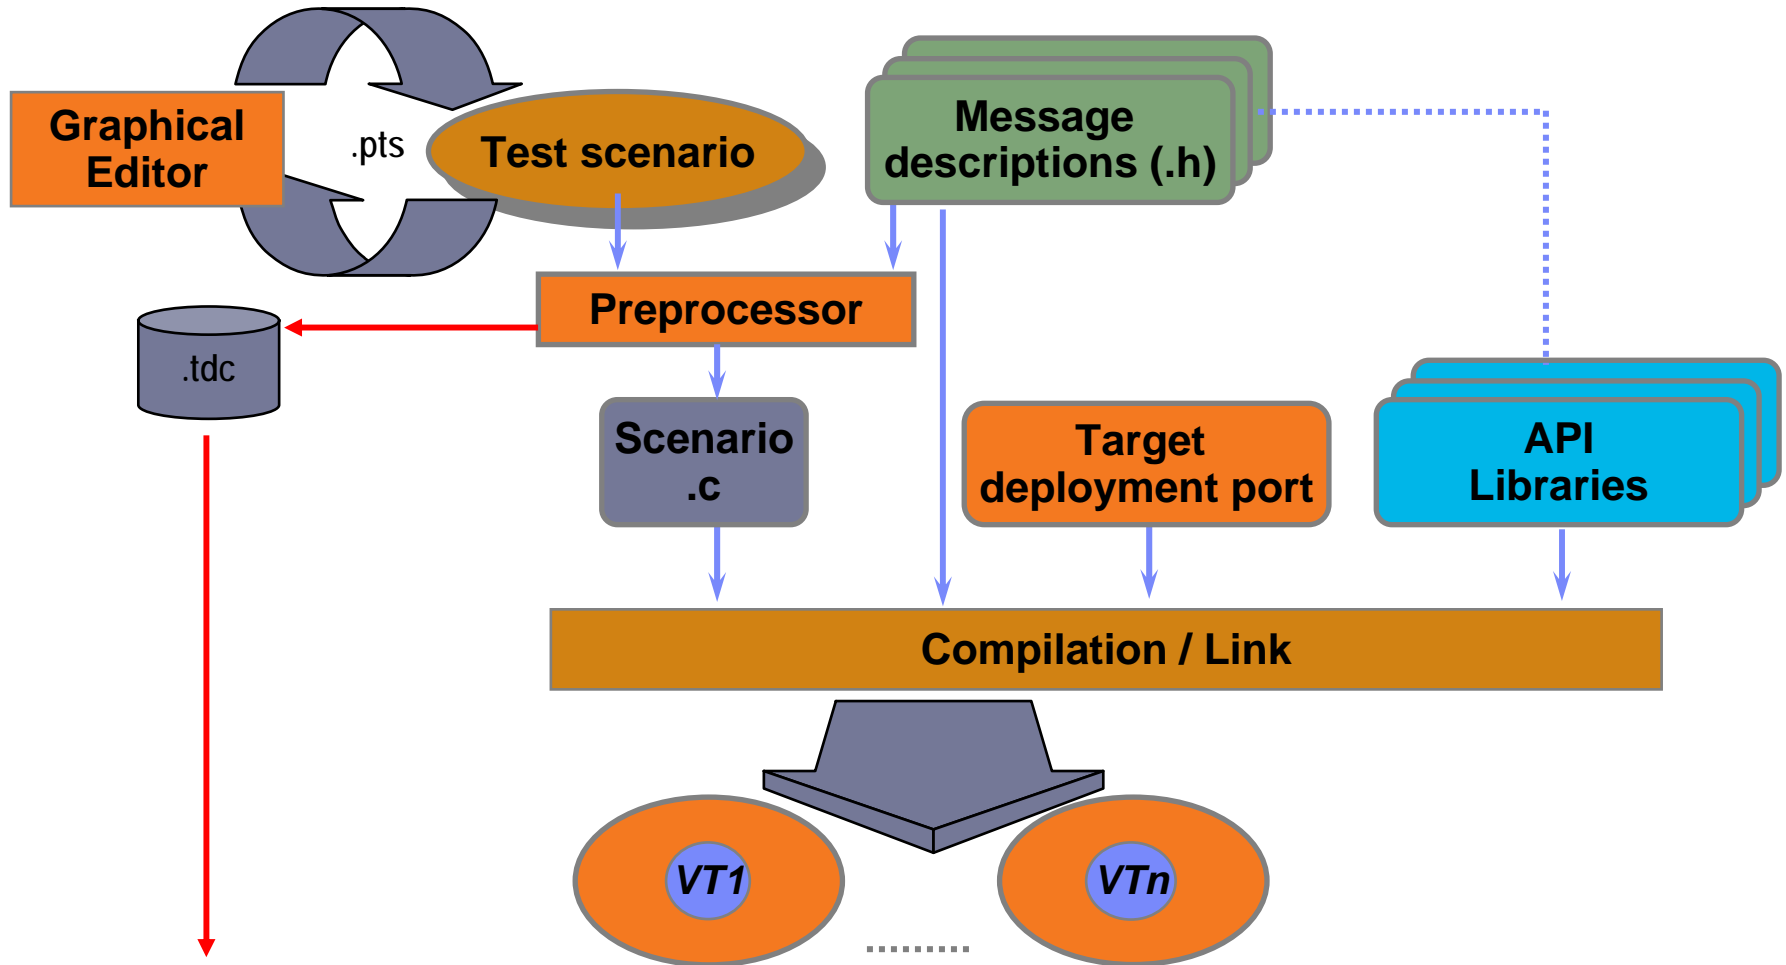 Graphical
Editor
.pts
Test scenario
Message
descriptions (.h)
Preprocessor
.tdc
Scenario
.c
Target
deployment port
API
Libraries
Compilation / Link
VT1
VTn